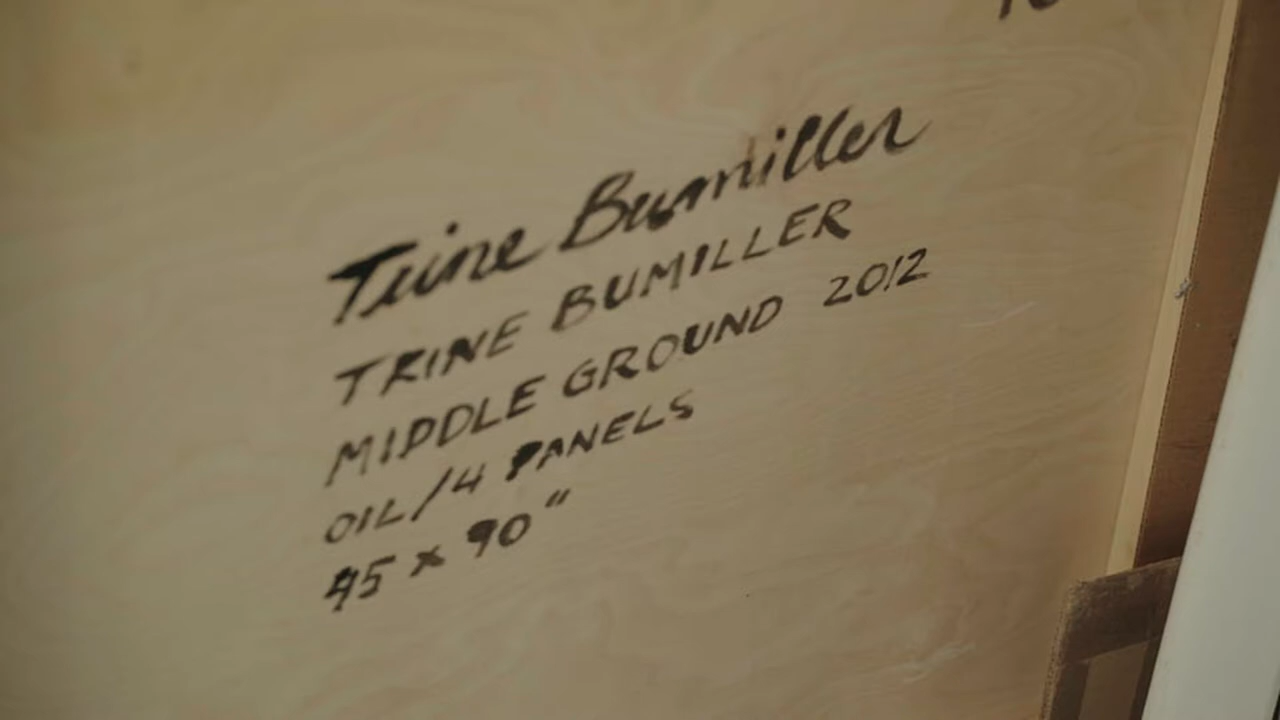 Trine Bumiller
TRINE BUMILLER
MIDDLE GROUND 2012
OIL/4 PANELS
45 x 90"